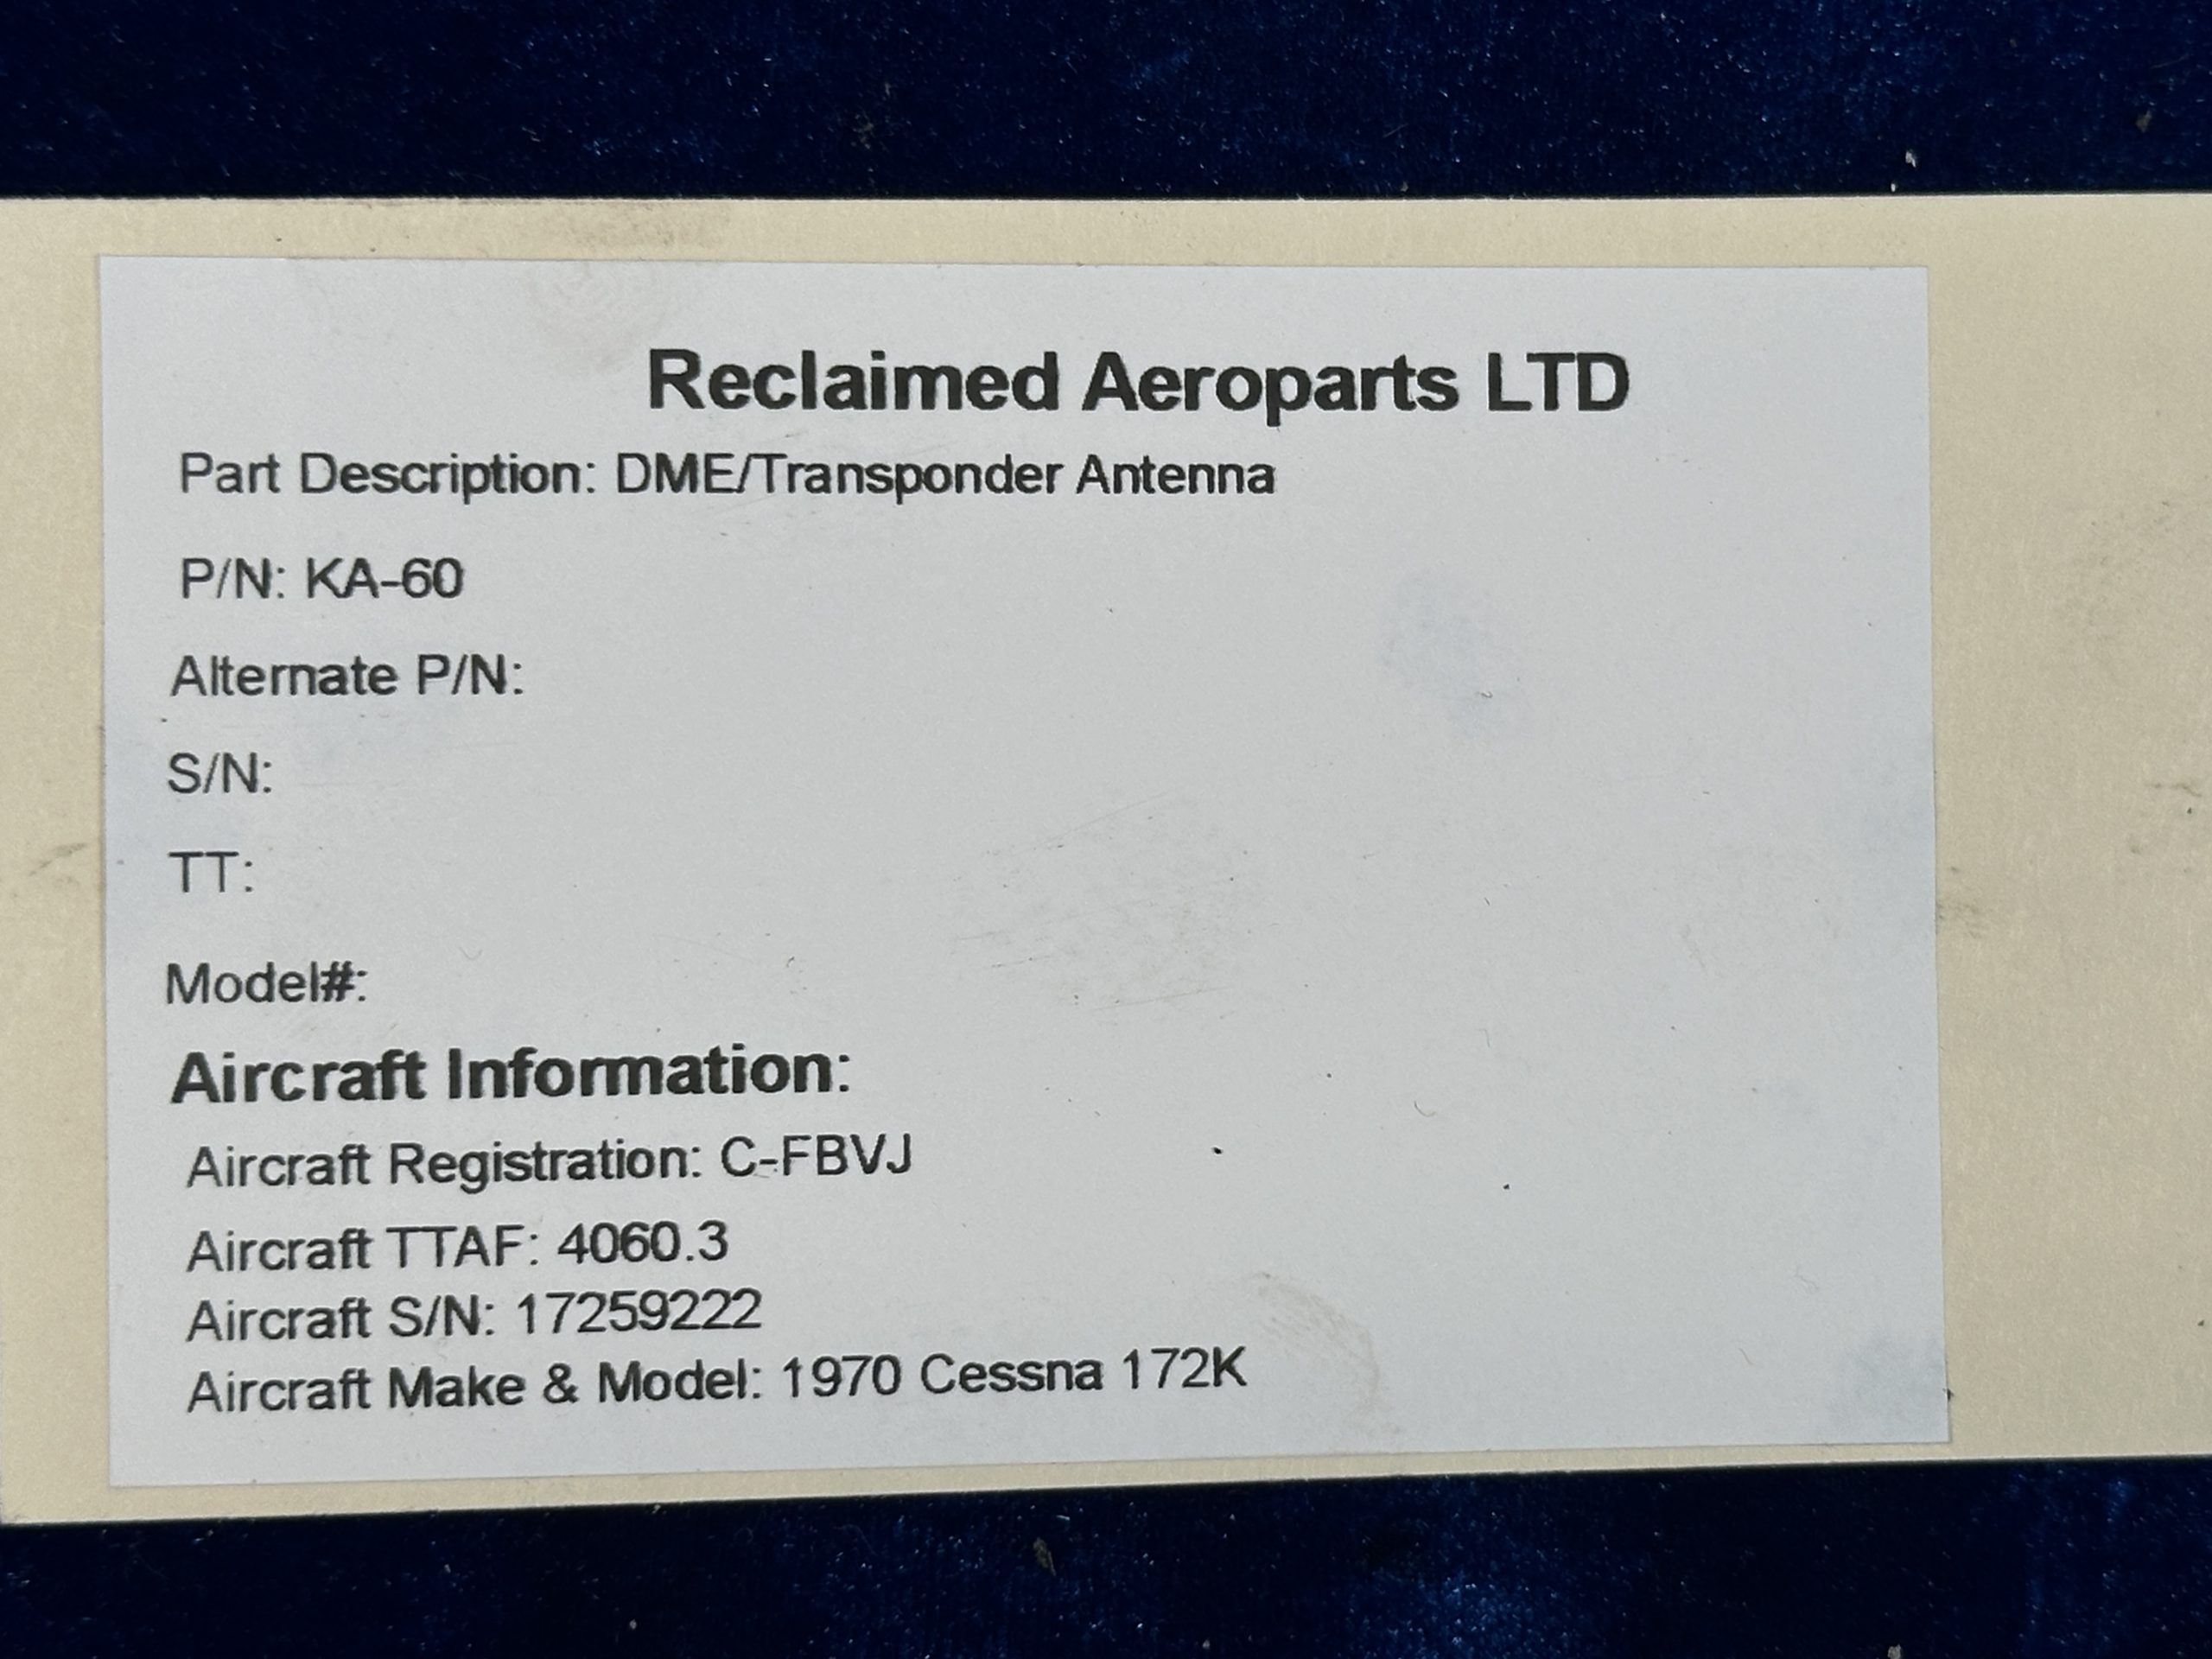 Reclaimed Aeroparts LTD
Part Description: DME/Transponder Antenna
P/N: KA-60
Alternate P/N:
S/N:
TT:
Model#:
Aircraft Information:
Aircraft Registration: C-FBVJ
Aircraft TTAF: 4060.3
Aircraft S/N: 17259222
Aircraft Make & Model: 1970 Cessna 172K